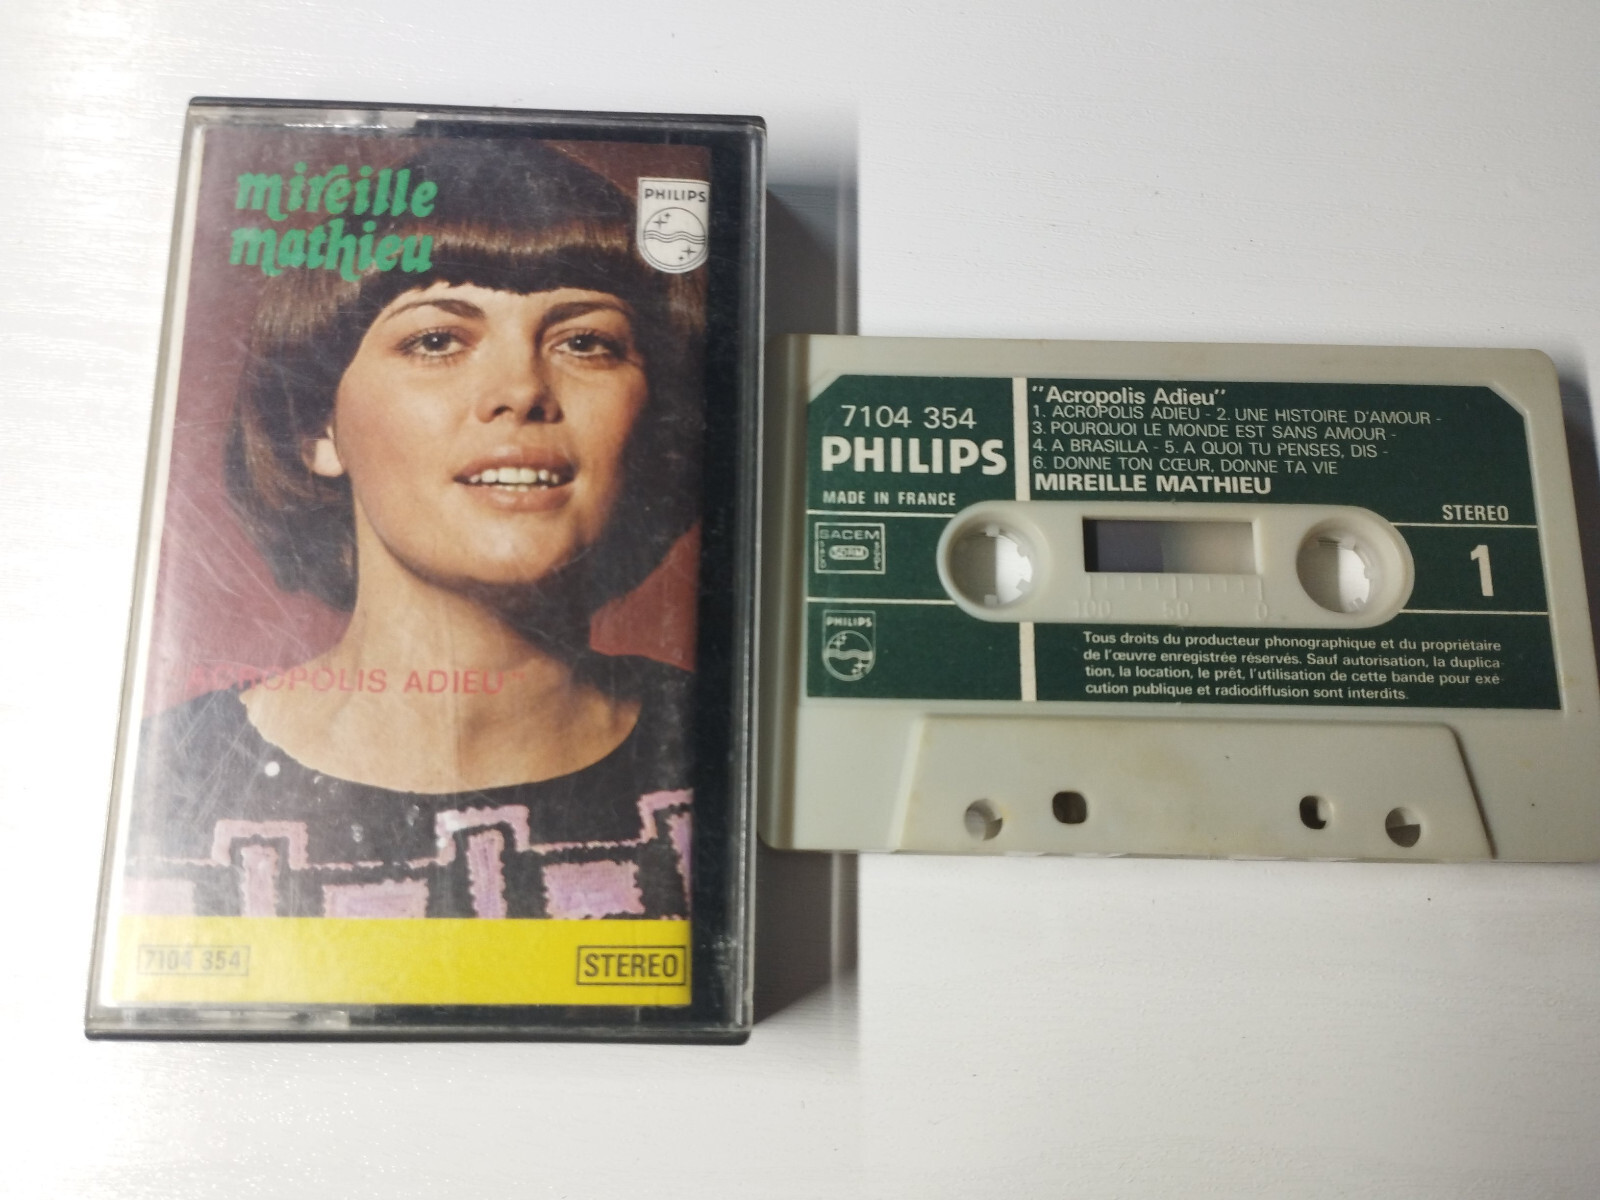 mireille
mathieu
PHILIPS
ACROPOLIS ADIEU"
7104 354
STEREO
7104 354
PHILIPS
MADE IN FRANCE
SACEM
PHILIPS
"Acropolis Adieu"
1. ACROPOLIS ADIEU - 2. UNE HISTOIRE D'AMOUR -
3. POURQUOI LE MONDE EST SANS AMOUR -
4. A BRASILLA - 5. A QUOI TU PENSES, DIS -
6. DONNE TON CŒUR, DONNE TA VIE
MIREILLE MATHIEU
STEREO
1
100 50 0
Tous droits du producteur phonographique et du propriétaire
de l'œuvre enregistrée réservés. Sauf autorisation, la duplica-
tion, la location, le prêt, l'utilisation de cette bande pour exé-
cution publique et radiodiffusion sont interdits.